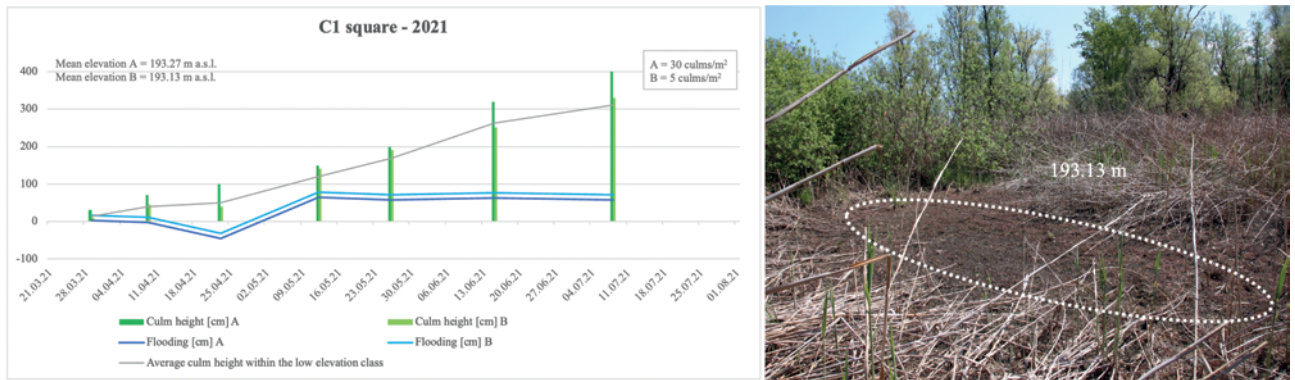 C1 square - 2021
Mean elevation A = 193.27 m a.s.l.
Mean elevation B = 193.13 m a.s.l.
A = 30 culms/m²
B = 5 culms/m²
400
300
200
100
0
-100
21.03.21
28.03.21
04.04.21
11.04.21
18.04.21
25.04.21
02.05.21
09.05.21
16.05.21
23.05.21
30.05.21
06.06.21
13.06.21
20.06.21
27.06.21
04.07.21
11.07.21
18.07.21
25.07.21
01.08.21
Culm height [cm] A
Culm height [cm] B
Flooding [cm] A
Flooding [cm] B
Average culm height within the low elevation class
193.13 m